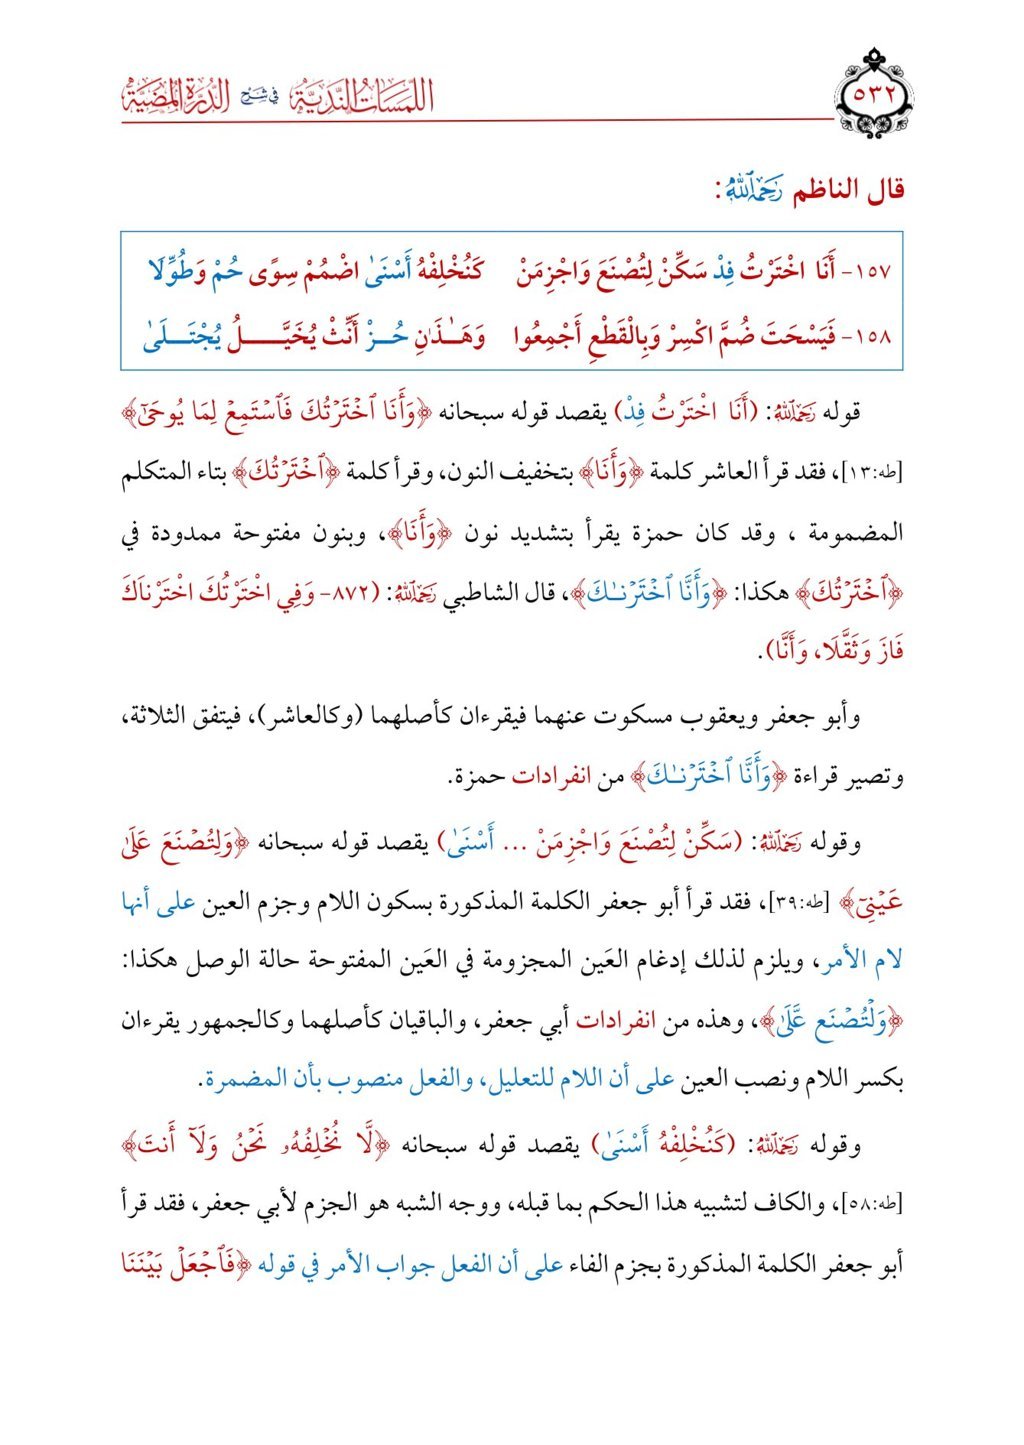 اللمسات الندية في شرح الدرة المضية
٥٣٢
قال الناظم رَحِمَهُ ٱللَّهُ:
١٥٧- أَنَا اخْتَرْتُ فِدْ سَكِّنْ لِتُصْنَعَ وَاجْزِمَنْ كَنُخْلِفْهُ أَسْنَىٰ اضْمُمْ سِوًى حُمْ وَطُوِّلَا
١٥٨- فَيَسْحَتَ ضُمَّ اكْسِرْ وَبِالْقَطْعِ أَجْمِعُوا وَهَـٰذَانِ حُـزْ أَنِّثْ يُخَيَّـــلُ يُجْتَـلَىٰ
قوله رَحِمَهُ ٱللَّهُ: (أَنَا اخْتَرْتُ فِدْ) يقصد قوله سبحانه ﴿وَأَنَا ٱخْتَرْتُكَ فَٱسْتَمِعْ لِمَا يُوحَىٰٓ﴾
[طه:١٣]، فقد قرأ العاشر كلمة ﴿وَأَنَا﴾ بتخفيف النون، وقرأ كلمة ﴿ٱخْتَرْتُكَ﴾ بتاء المتكلم
المضمومة ، وقد كان حمزة يقرأ بتشديد نون ﴿وَأَنَا﴾، وبنون مفتوحة ممدودة في
﴿ٱخْتَرْتُكَ﴾ هكذا: ﴿وَأَنَّا ٱخْتَرْنَـٰكَ﴾، قال الشاطبي رَحِمَهُ ٱللَّهُ: (٨٧٢- وَفِي اخْتَرْتُكَ اخْتَرْنَاكَ
فَازَ وَثَقَّلَا، وَأَنَّا).
وأبو جعفر ويعقوب مسكوت عنهما فيقرءان كأصلهما (وكالعاشر)، فيتفق الثلاثة،
وتصير قراءة ﴿وَأَنَّا ٱخْتَرْنَـٰكَ﴾ من انفرادات حمزة.
وقوله رَحِمَهُ ٱللَّهُ: (سَكِّنْ لِتُصْنَعَ وَاجْزِمَنْ ... أَسْنَىٰ) يقصد قوله سبحانه ﴿وَلِتُصْنَعَ عَلَىٰ
عَيْنِىٓ﴾ [طه:٣٩]، فقد قرأ أبو جعفر الكلمة المذكورة بسكون اللام وجزم العين على أنها
لام الأمر، ويلزم لذلك إدغام العَين المجزومة في العَين المفتوحة حالة الوصل هكذا:
﴿وَلْتُصْنَع عَّلَىٰ﴾، وهذه من انفرادات أبي جعفر، والباقيان كأصلهما وكالجمهور يقرءان
بكسر اللام ونصب العين على أن اللام للتعليل، والفعل منصوب بأن المضمرة.
وقوله رَحِمَهُ ٱللَّهُ: (كَنُخْلِفْهُ أَسْنَىٰ) يقصد قوله سبحانه ﴿لَّا نُخْلِفُهُۥ نَحْنُ وَلَآ أَنتَ﴾
[طه:٥٨]، والكاف لتشبيه هذا الحكم بما قبله، ووجه الشبه هو الجزم لأبي جعفر، فقد قرأ
أبو جعفر الكلمة المذكورة بجزم الفاء على أن الفعل جواب الأمر في قوله ﴿فَٱجْعَلْ بَيْنَنَا